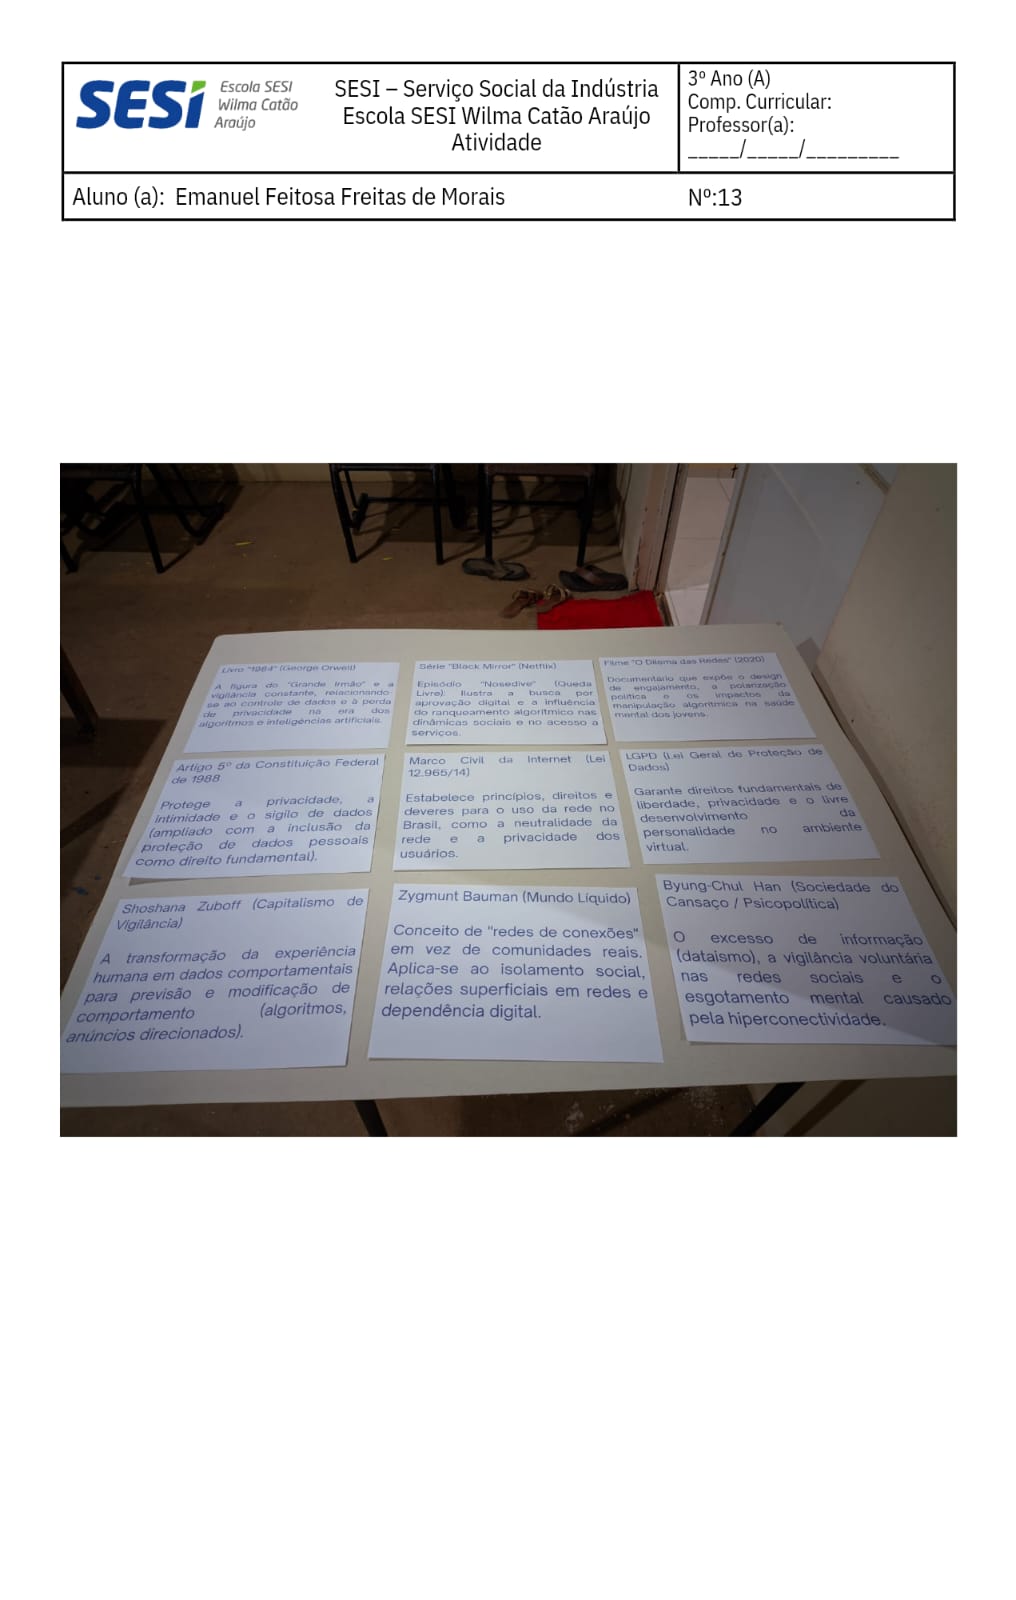 SESI
Escola SESI
Wilma Catão
Araújo
SESI – Serviço Social da Indústria
Escola SESI Wilma Catão Araújo
Atividade
3º Ano (A)
Comp. Curricular:
Professor(a):
_____/_____/_________
Aluno (a): Emanuel Feitosa Freitas de Morais
Nº:13
Livro "1984" (George Orwell)
A figura do "Grande Irmão" e a
vigilância constante, relacionando-
se ao controle de dados e à perda
de privacidade na era dos
algoritmos e inteligências artificiais.
Série "Black Mirror" (Netflix)
Episódio "Nosedive" (Queda
Livre): Ilustra a busca por
aprovação digital e a influência
do ranqueamento algorítmico nas
dinâmicas sociais e no acesso a
serviços.
Filme "O Dilema das Redes" (2020)
Documentário que expõe o design
de engajamento, a polarização
política e os impactos da
manipulação algorítmica na saúde
mental dos jovens.
Artigo 5º da Constituição Federal
de 1988
Protege a privacidade, a
intimidade e o sigilo de dados
(ampliado com a inclusão da
proteção de dados pessoais
como direito fundamental).
Marco Civil da Internet (Lei
12.965/14)
Estabelece princípios, direitos e
deveres para o uso da rede no
Brasil, como a neutralidade da
rede e a privacidade dos
usuários.
LGPD (Lei Geral de Proteção de
Dados)
Garante direitos fundamentais de
liberdade, privacidade e o livre
desenvolvimento da
personalidade no ambiente
virtual.
Shoshana Zuboff (Capitalismo de
Vigilância)
A transformação da experiência
humana em dados comportamentais
para previsão e modificação de
comportamento (algoritmos,
anúncios direcionados).
Zygmunt Bauman (Mundo Líquido)
Conceito de "redes de conexões"
em vez de comunidades reais.
Aplica-se ao isolamento social,
relações superficiais em redes e
dependência digital.
Byung-Chul Han (Sociedade do
Cansaço / Psicopolítica)
O excesso de informação
(dataísmo), a vigilância voluntária
nas redes sociais e o
esgotamento mental causado
pela hiperconectividade.